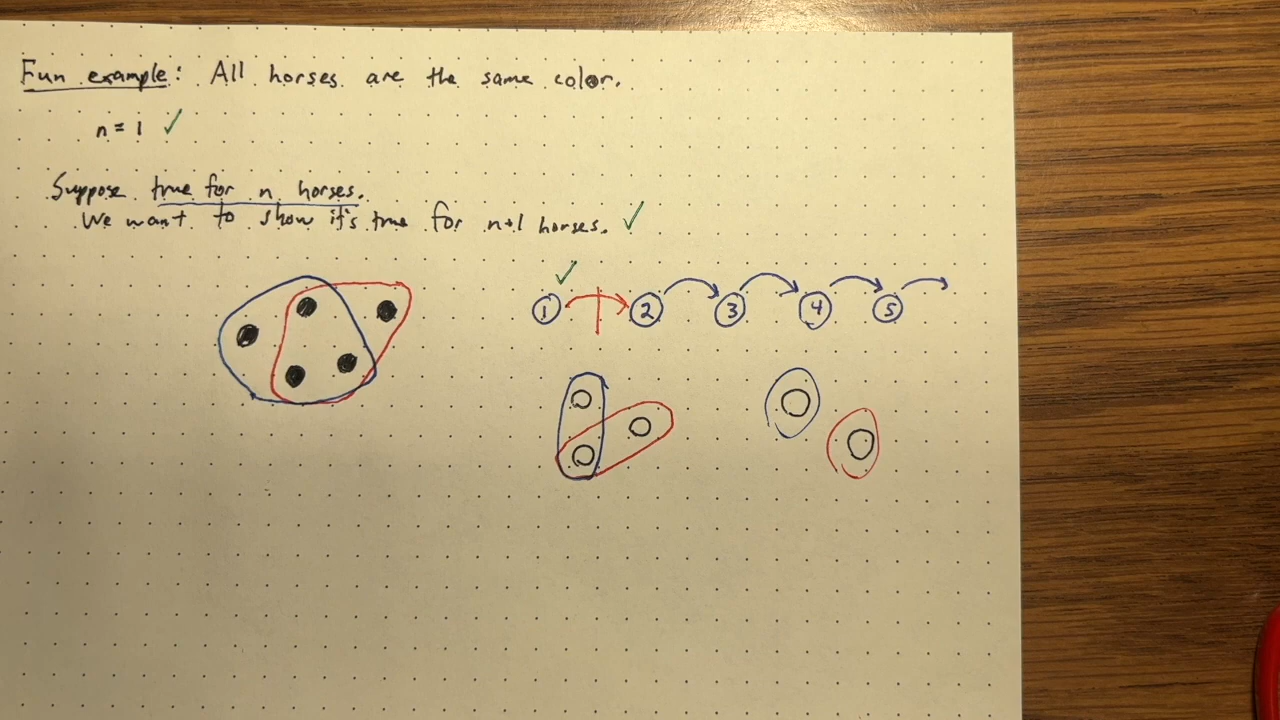 Fun example: All horses are the same color.
n = 1 ✓
Suppose true for n horses.
We want to show it's true for n+1 horses. ✓
✓
1 2 3 4 5